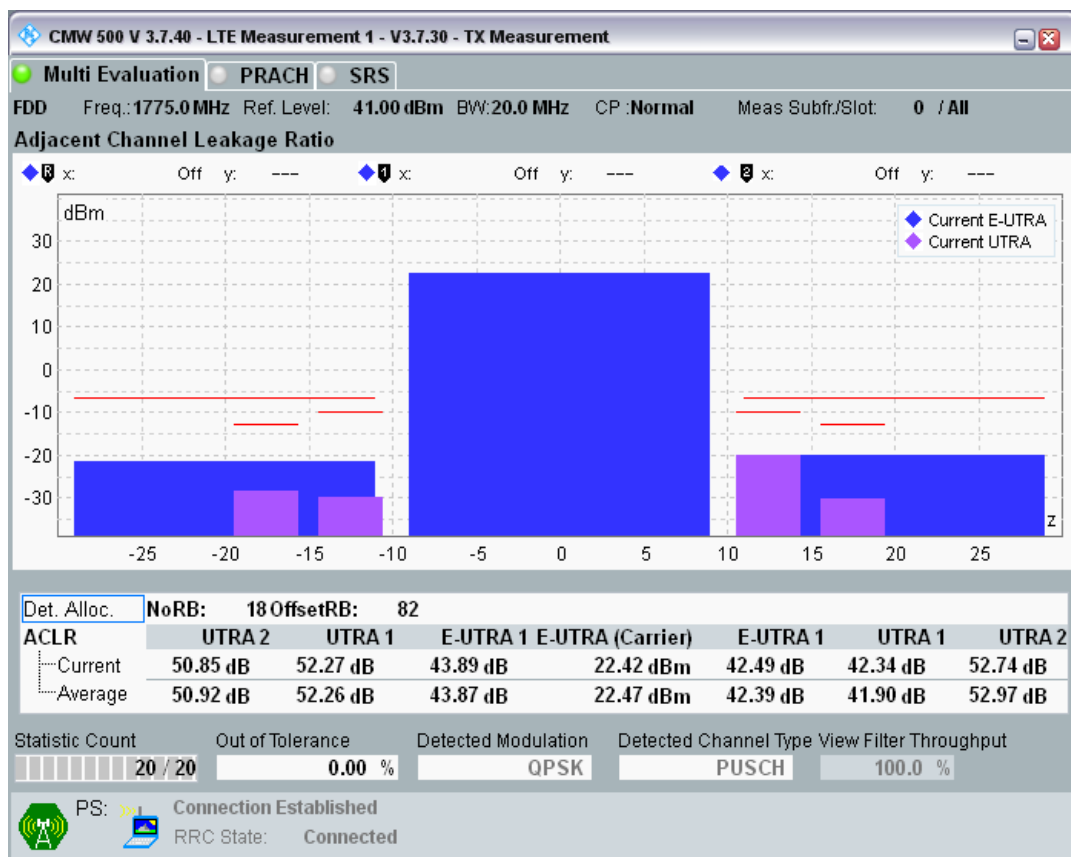 CMW 500 V 3.7.40 - LTE Measurement 1 - V3.7.30 - TX Measurement
Multi Evaluation PRACH SRS
FDD Freq.:1775.0 MHz Ref. Level: 41.00 dBm BW:20.0 MHz CP :Normal Meas Subfr./Slot: 0 / All
Adjacent Channel Leakage Ratio
R x: Off y: --- 1 x: Off y: --- 2 x: Off y: ---
dBm
Current E-UTRA
Current UTRA
30
20
10
0
-10
-20
-30
z
-25 -20 -15 -10 -5 0 5 10 15 20 25
Det. Alloc. NoRB: 18 OffsetRB: 82
ACLR UTRA 2 UTRA 1 E-UTRA 1 E-UTRA (Carrier) E-UTRA 1 UTRA 1 UTRA 2
Current 50.85 dB 52.27 dB 43.89 dB 22.42 dBm 42.49 dB 42.34 dB 52.74 dB
Average 50.92 dB 52.26 dB 43.87 dB 22.47 dBm 42.39 dB 41.90 dB 52.97 dB
Statistic Count Out of Tolerance Detected Modulation Detected Channel Type View Filter Throughput
20 / 20 0.00 % QPSK PUSCH 100.0 %
PS: Connection Established
RRC State: Connected